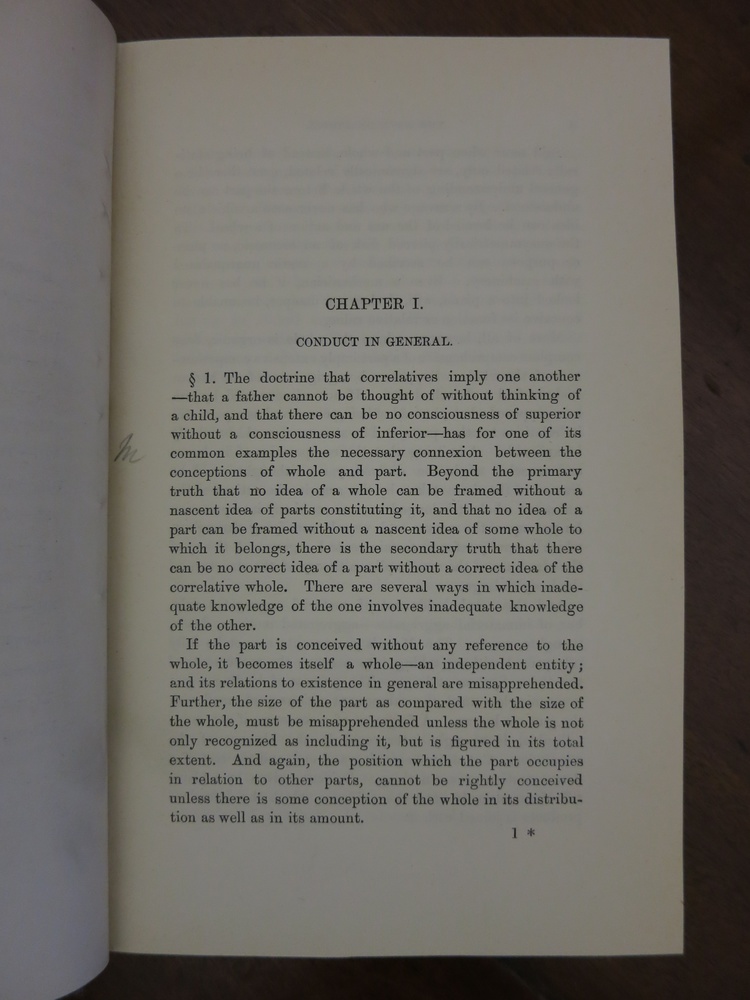 CHAPTER I.
CONDUCT IN GENERAL.
§ 1. The doctrine that correlatives imply one another
—that a father cannot be thought of without thinking of
a child, and that there can be no consciousness of superior
without a consciousness of inferior—has for one of its
common examples the necessary connexion between the
conceptions of whole and part. Beyond the primary
truth that no idea of a whole can be framed without a
nascent idea of parts constituting it, and that no idea of a
part can be framed without a nascent idea of some whole to
which it belongs, there is the secondary truth that there
can be no correct idea of a part without a correct idea of the
correlative whole. There are several ways in which inade-
quate knowledge of the one involves inadequate knowledge
of the other.
If the part is conceived without any reference to the
whole, it becomes itself a whole—an independent entity;
and its relations to existence in general are misapprehended.
Further, the size of the part as compared with the size of
the whole, must be misapprehended unless the whole is not
only recognized as including it, but is figured in its total
extent. And again, the position which the part occupies
in relation to other parts, cannot be rightly conceived
unless there is some conception of the whole in its distribu-
tion as well as in its amount.
1 *